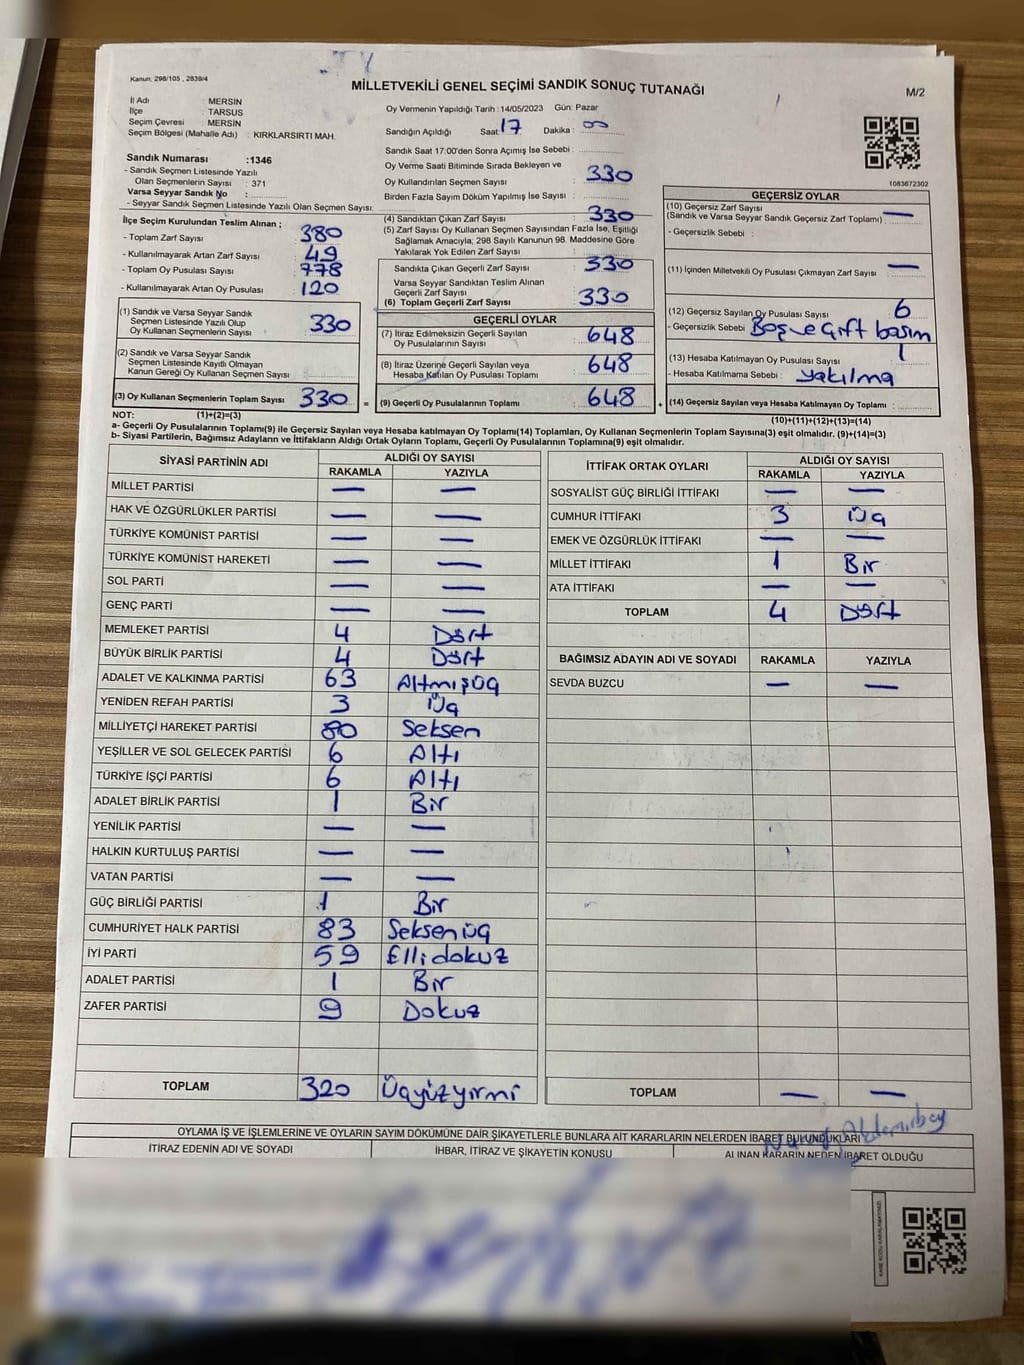 Kanun: 298/105 , 2839/4
MİLLETVEKİLİ GENEL SEÇİMİ SANDIK SONUÇ TUTANAĞI
M/2
İl Adı : MERSİN
İlçe : TARSUS
Seçim Çevresi : MERSİN
Seçim Bölgesi (Mahalle Adı) : KIRKLARSIRTI MAH.
Oy Vermenin Yapıldığı Tarih : 14/05/2023 Gün: Pazar
Sandığın Açıldığı Saat: 17 Dakika : 00
Sandık Saat 17:00'den Sonra Açımış İse Sebebi :
Sandık Numarası :1346
- Sandık Seçmen Listesinde Yazılı
Olan Seçmenlerin Sayısı : 371
Varsa Seyyar Sandık No :
- Seyyar Sandık Seçmen Listesinde Yazılı Olan Seçmen Sayısı:
Oy Verme Saati Bitiminde Sırada Bekleyen ve
Oy Kullandırılan Seçmen Sayısı : 330
Birden Fazla Sayım Döküm Yapılmış İse Sayısı :
1083672302
İlçe Seçim Kurulundan Teslim Alınan ;
- Toplam Zarf Sayısı : 380
- Kullanılmayarak Artan Zarf Sayısı : 49
- Toplam Oy Pusulası Sayısı : 778
- Kullanılmayarak Artan Oy Pusulası : 120
(4) Sandıktan Çıkan Zarf Sayısı : 330
(5) Zarf Sayısı Oy Kullanan Seçmen Sayısından Fazla İse, Eşitliği
Sağlamak Amacıyla; 298 Sayılı Kanunun 98. Maddesine Göre
Yakılarak Yok Edilen Zarf Sayısı :
Sandıkta Çıkan Geçerli Zarf Sayısı : 330
Varsa Seyyar Sandıktan Teslim Alınan
Geçerli Zarf Sayısı :
(6) Toplam Geçerli Zarf Sayısı : 330
GEÇERSİZ OYLAR
(10) Geçersiz Zarf Sayısı
(Sandık ve Varsa Seyyar Sandık Geçersiz Zarf Toplamı) : —
- Geçersizlik Sebebi :
(11) İçinden Milletvekili Oy Pusulası Çıkmayan Zarf Sayısı : —
(12) Geçersiz Sayılan Oy Pusulası Sayısı : 6
- Geçersizlik Sebebi : Boş ve Çift basım
(13) Hesaba Katılmayan Oy Pusulası Sayısı : 1
- Hesaba Katılmama Sebebi : yakılma
(14) Geçersiz Sayılan veya Hesaba Katılmayan Oy Toplamı :
(1) Sandık ve Varsa Seyyar Sandık
Seçmen Listesinde Yazılı Olup
Oy Kullanan Seçmenlerin Sayısı : 330
(2) Sandık ve Varsa Seyyar Sandık
Seçmen Listesinde Kayıtlı Olmayan
Kanun Gereği Oy Kullanan Seçmen Sayısı :
(3) Oy Kullanan Seçmenlerin Toplam Sayısı : 330 =
GEÇERLİ OYLAR
(7) İtiraz Edilmeksizin Geçerli Sayılan
Oy Pusulalarının Sayısı : 648
(8) İtiraz Üzerine Geçerli Sayılan veya
Hesaba Katılan Oy Pusulası Toplamı : 648
(9) Geçerli Oy Pusulalarının Toplamı : 648 +
NOT: (1)+(2)=(3)
(10)+(11)+(12)+(13)=(14)
a- Geçerli Oy Pusulalarının Toplamı(9) ile Geçersiz Sayılan veya Hesaba katılmayan Oy Toplamı(14) Toplamları, Oy Kullanan Seçmenlerin Toplam Sayısına(3) eşit olmalıdır. (9)+(14)=(3)
b- Siyasi Partilerin, Bağımsız Adayların ve İttifakların Aldığı Ortak Oyların Toplamı, Geçerli Oy Pusulalarının Toplamına(9) eşit olmalıdır.
SİYASİ PARTİNİN ADI ALDIĞI OY SAYISI
RAKAMLA YAZIYLA
MİLLET PARTİSİ — —
HAK VE ÖZGÜRLÜKLER PARTİSİ — —
TÜRKİYE KOMÜNİST PARTİSİ — —
TÜRKİYE KOMÜNİST HAREKETİ — —
SOL PARTİ — —
GENÇ PARTİ — —
MEMLEKET PARTİSİ 4 Dört
BÜYÜK BİRLİK PARTİSİ 4 Dört
ADALET VE KALKINMA PARTİSİ 63 Altmışüç
YENİDEN REFAH PARTİSİ 3 Üç
MİLLİYETÇİ HAREKET PARTİSİ 80 Seksen
YEŞİLLER VE SOL GELECEK PARTİSİ 6 Altı
TÜRKİYE İŞÇİ PARTİSİ 6 Altı
ADALET BİRLİK PARTİSİ 1 Bir
YENİLİK PARTİSİ — —
HALKIN KURTULUŞ PARTİSİ — —
VATAN PARTİSİ — —
GÜÇ BİRLİĞİ PARTİSİ 1 Bir
CUMHURİYET HALK PARTİSİ 83 Seksenüç
İYİ PARTİ 59 Ellidokuz
ADALET PARTİSİ 1 Bir
ZAFER PARTİSİ 9 Dokuz
TOPLAM 320 Üçyüzyirmi
İTTİFAK ORTAK OYLARI ALDIĞI OY SAYISI
RAKAMLA YAZIYLA
SOSYALİST GÜÇ BİRLİĞİ İTTİFAKI — —
CUMHUR İTTİFAKI 3 Üç
EMEK VE ÖZGÜRLÜK İTTİFAKI — —
MİLLET İTTİFAKI 1 Bir
ATA İTTİFAKI — —
TOPLAM 4 Dört
BAĞIMSIZ ADAYIN ADI VE SOYADI RAKAMLA YAZIYLA
SEVDA BUZCU — —
TOPLAM — —
OYLAMA İŞ VE İŞLEMLERİNE VE OYLARIN SAYIM DÖKÜMÜNE DAİR ŞİKAYETLERLE BUNLARA AİT KARARLARIN NELERDEN İBARET BULUNDUKLARI
İTİRAZ EDENİN ADI VE SOYADI İHBAR, İTİRAZ VE ŞİKAYETİN KONUSU ALINAN KARARIN NEDEN İBARET OLDUĞU